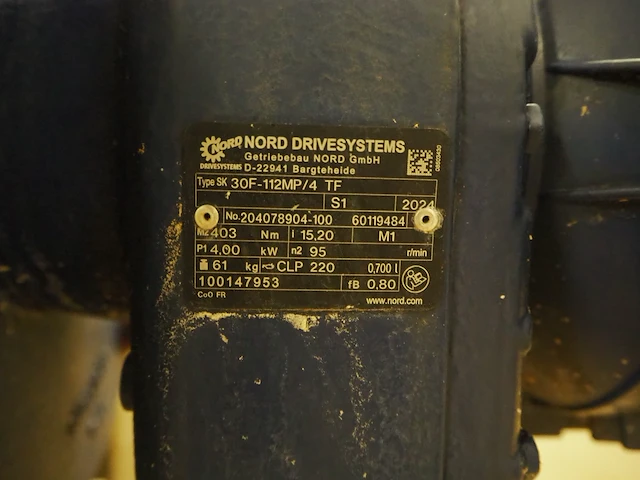 NORD DRIVESYSTEMS
NORD DRIVESYSTEMS
Getriebebau NORD GmbH
D-22941 Bargteheide
Type SK 30F-112MP/4 TF
S1 2024
No. 204078904-100 60119484
M2 403 Nm i 15,20 M1
P1 4,00 kW n2 95 r/min
61 kg CLP 220 0,700 l
100147953 fB 0,80
CoO FR www.nord.com